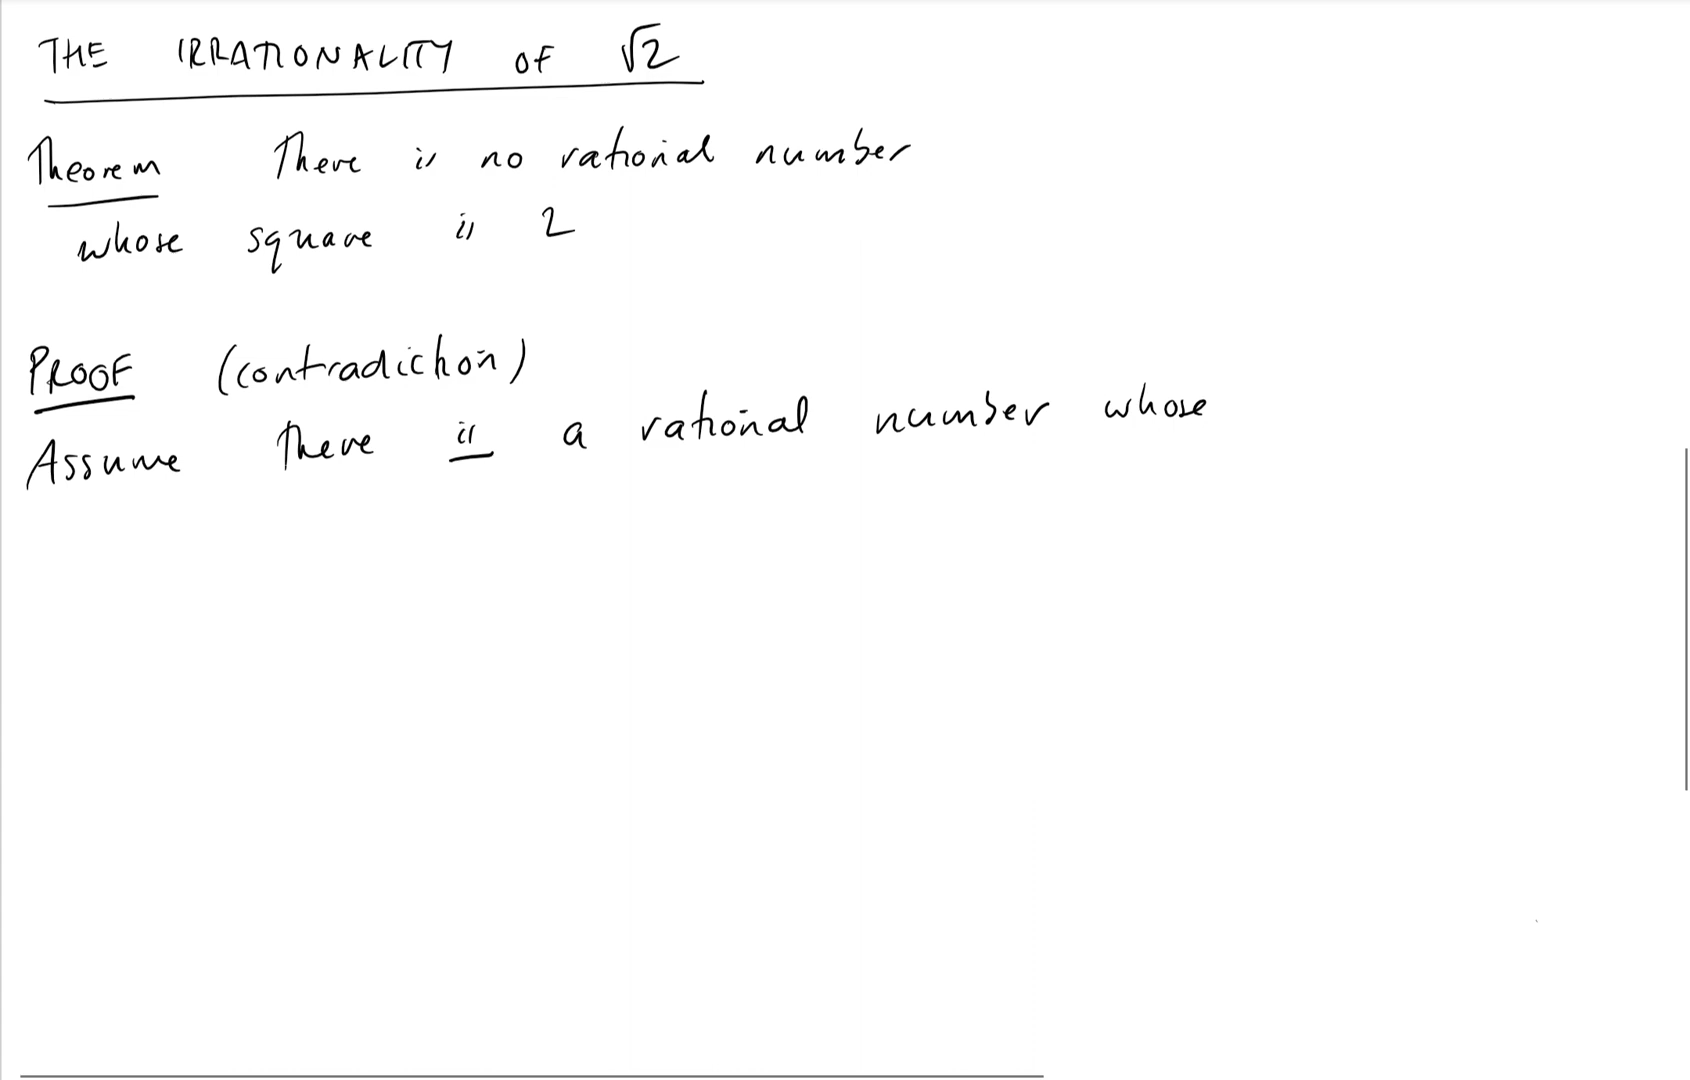 THE IRRATIONALITY OF √2
Theorem There is no rational number
whose square is 2
PROOF (contradiction)
Assume there is a rational number whose